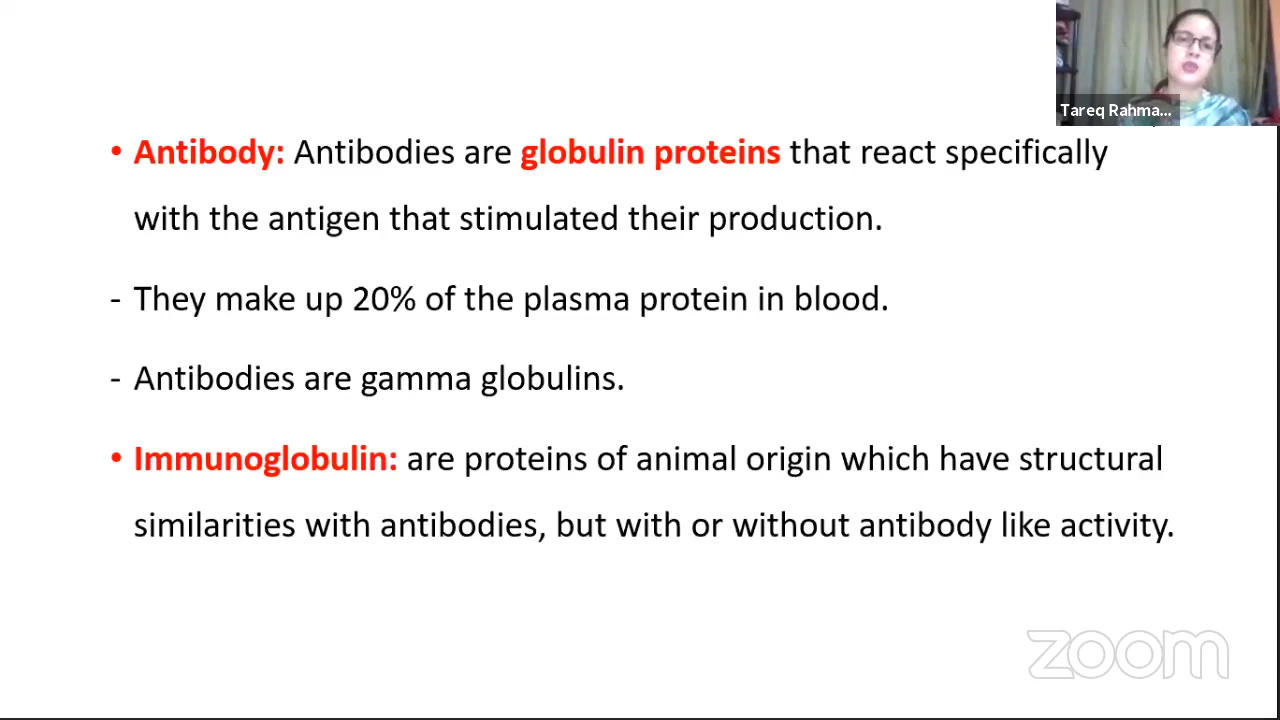 Tareq Rahma...
• Antibody: Antibodies are globulin proteins that react specifically
with the antigen that stimulated their production.
- They make up 20% of the plasma protein in blood.
- Antibodies are gamma globulins.
• Immunoglobulin: are proteins of animal origin which have structural
similarities with antibodies, but with or without antibody like activity.
zoom